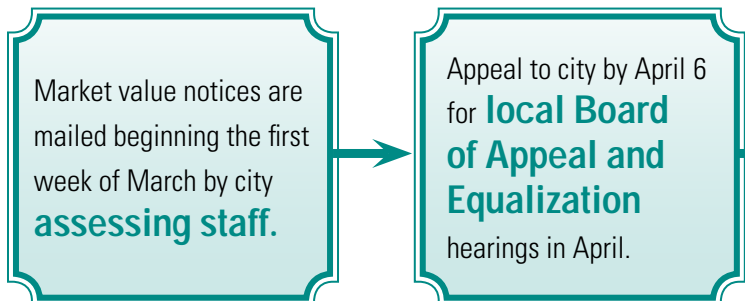 Market value notices are
mailed beginning the first
week of March by city
assessing staff.
Appeal to city by April 6
for local Board
of Appeal and
Equalization
hearings in April.